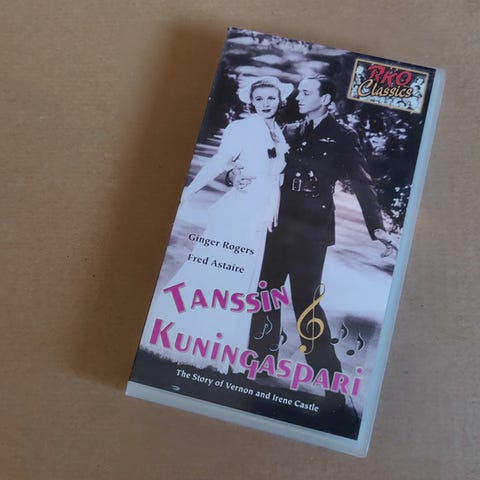 RKO
Classics
Ginger Rogers
Fred Astaire
TANSSIN
KUNINGASPARI
The Story of Vernon and Irene Castle